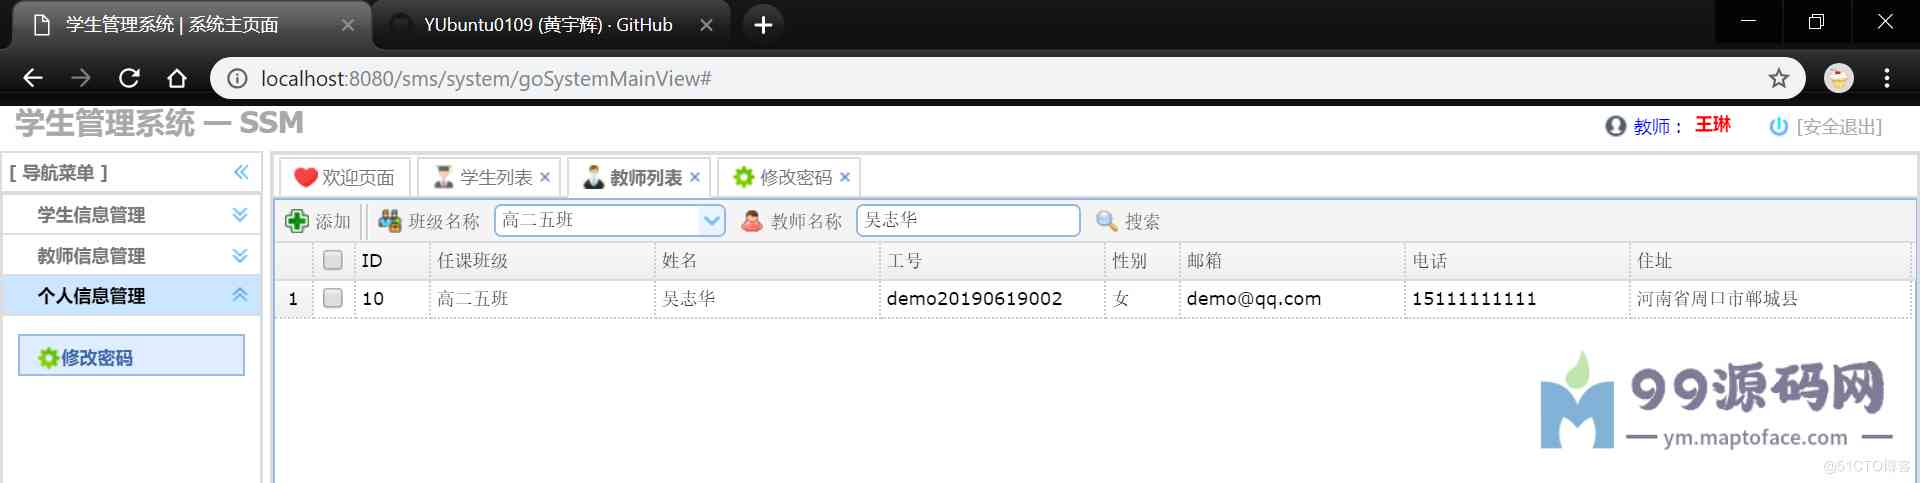 学生管理系统 | 系统主页面
YUbuntu0109 (黄宇辉) · GitHub
localhost:8080/sms/system/goSystemMainView#
学生管理系统 — SSM
教师： 王琳 [安全退出]
[ 导航菜单 ]
学生信息管理
教师信息管理
个人信息管理
修改密码
欢迎页面 学生列表 教师列表 修改密码
添加 班级名称 高二五班 教师名称 吴志华 搜索
ID 任课班级 姓名 工号 性别 邮箱 电话 住址
1 10 高二五班 吴志华 demo20190619002 女 demo@qq.com 15111111111 河南省周口市郸城县
99源码网
ym.maptoface.com
@51CTO博客